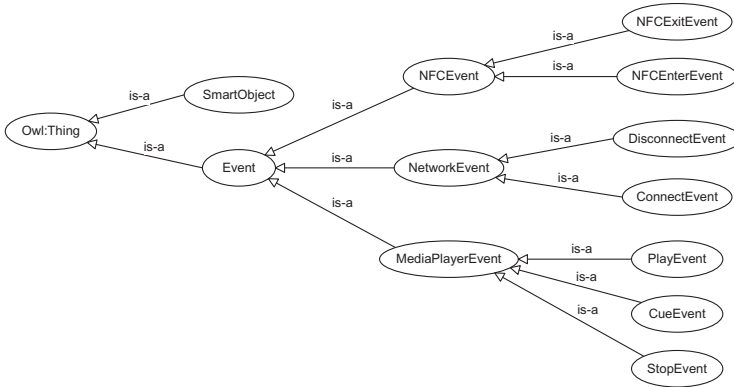 NFCExitEvent
is-a
NFCEvent
is-a
NFCEnterEvent
is-a
SmartObject
is-a
Owl:Thing
is-a
DisconnectEvent
is-a
Event
is-a
NetworkEvent
is-a
ConnectEvent
is-a
MediaPlayerEvent
is-a
PlayEvent
is-a
CueEvent
is-a
StopEvent